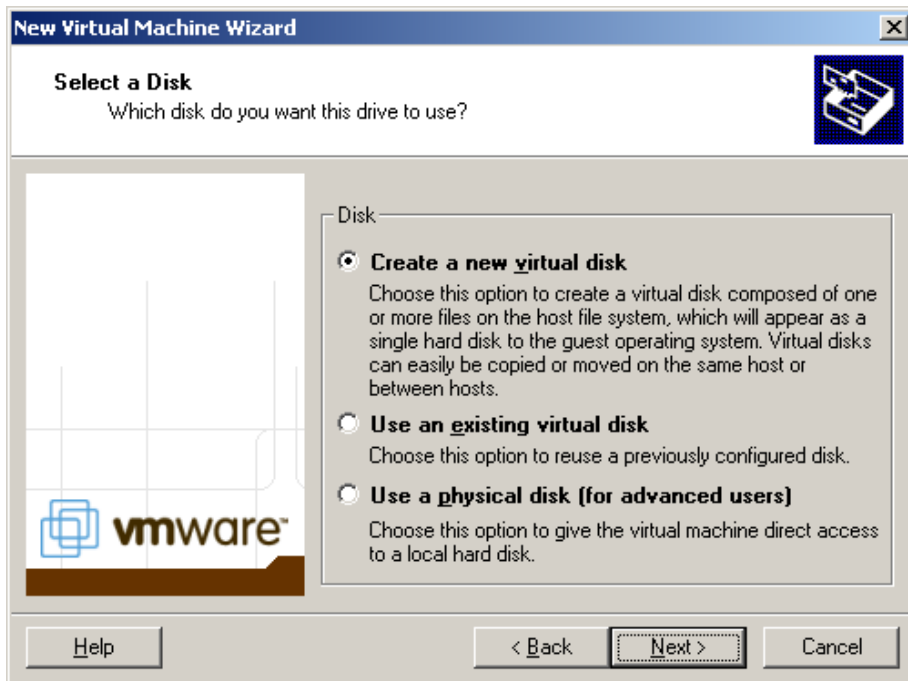 New Virtual Machine Wizard
Select a Disk
Which disk do you want this drive to use?
Disk
Create a new virtual disk
Choose this option to create a virtual disk composed of one
or more files on the host file system, which will appear as a
single hard disk to the guest operating system. Virtual disks
can easily be copied or moved on the same host or
between hosts.
Use an existing virtual disk
Choose this option to reuse a previously configured disk.
Use a physical disk (for advanced users)
Choose this option to give the virtual machine direct access
to a local hard disk.
vmware™
Help
< Back
Next >
Cancel